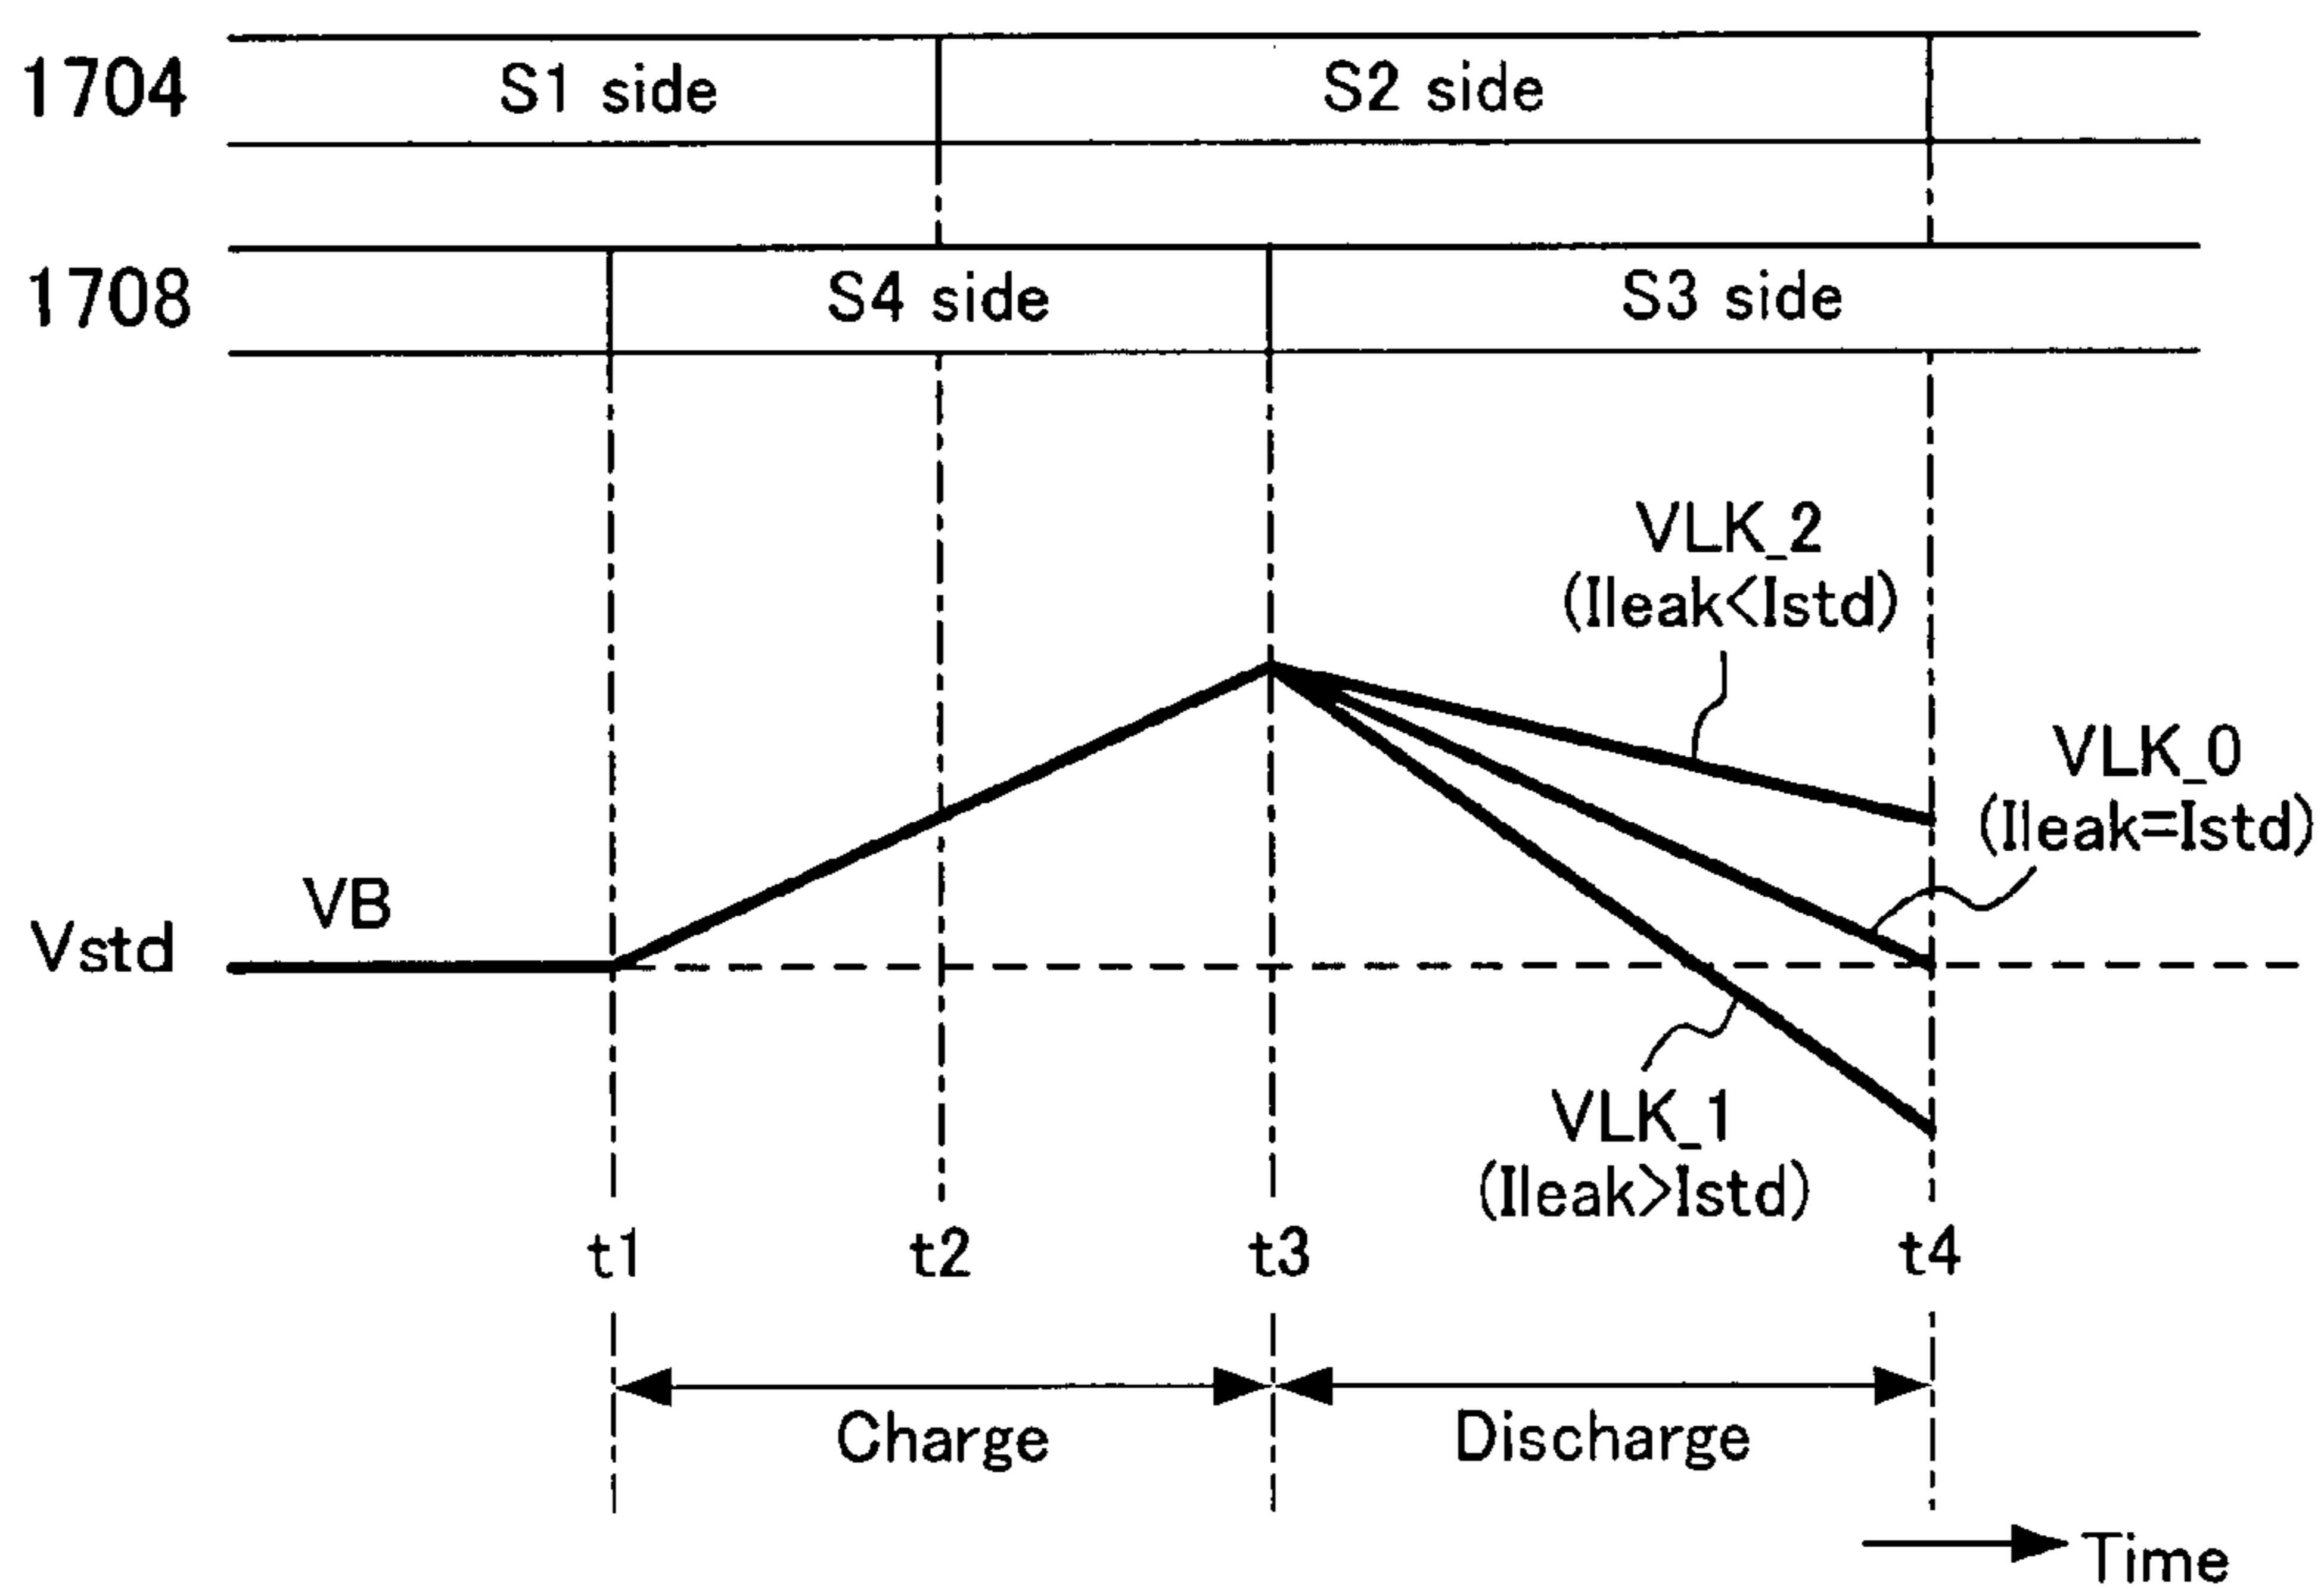 1704 S1 side S2 side
1708 S4 side S3 side
VLK_2
(Ileak<Istd)
VLK_0
(Ileak=Istd)
VB
Vstd
VLK_1
(Ileak>Istd)
t1 t2 t3 t4
Charge Discharge
Time